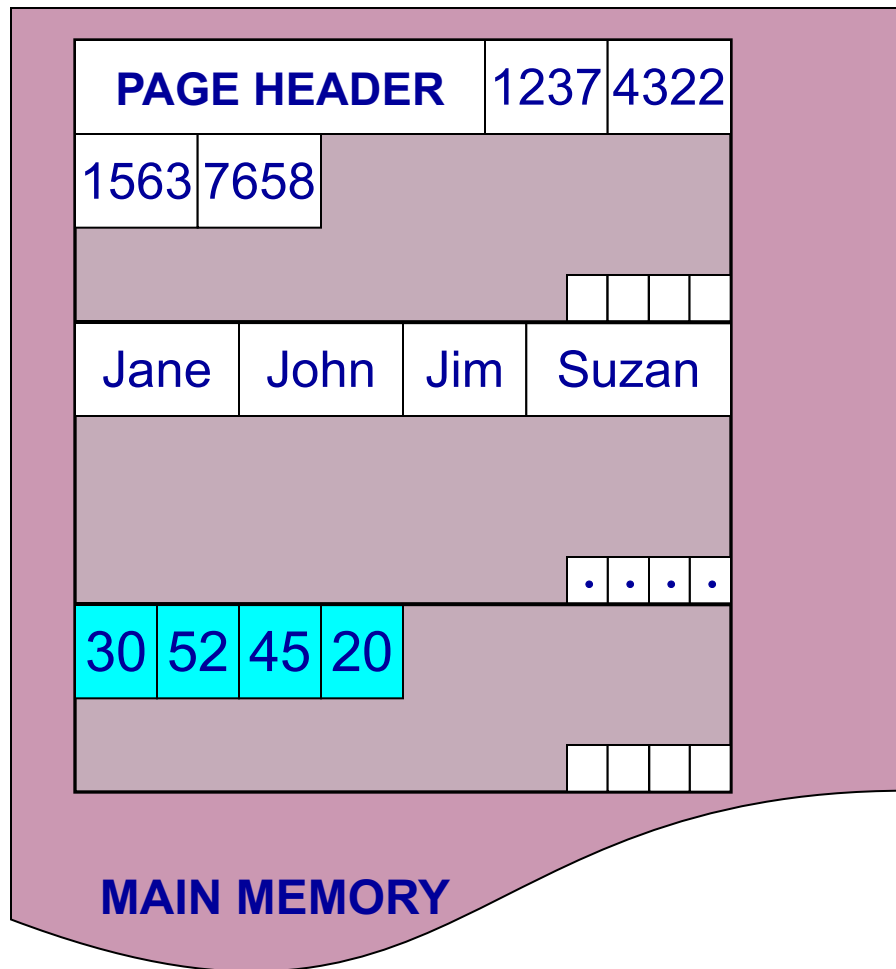 PAGE HEADER 1237 4322
1563 7658
Jane John Jim Suzan
30 52 45 20
MAIN MEMORY